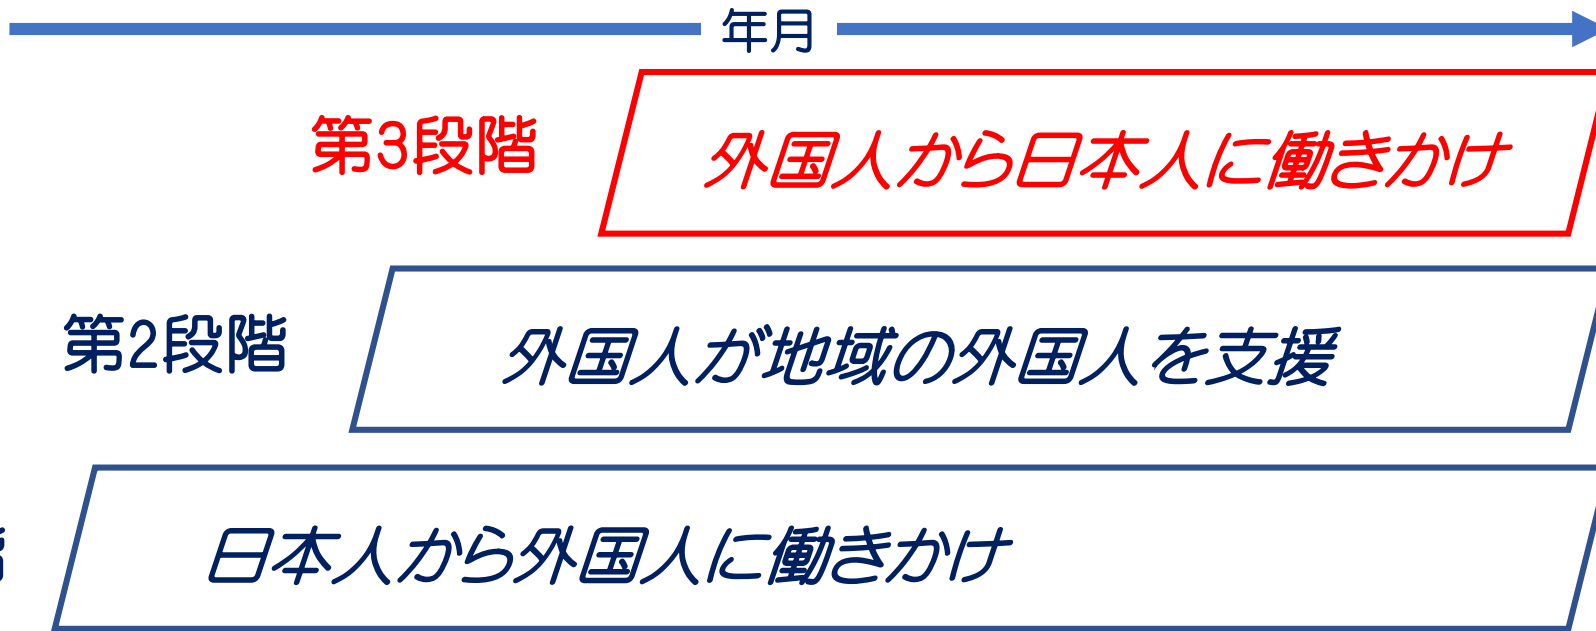 年月
第3段階
外国人から日本人に働きかけ
第2段階
外国人が地域の外国人を支援
日本人から外国人に働きかけ